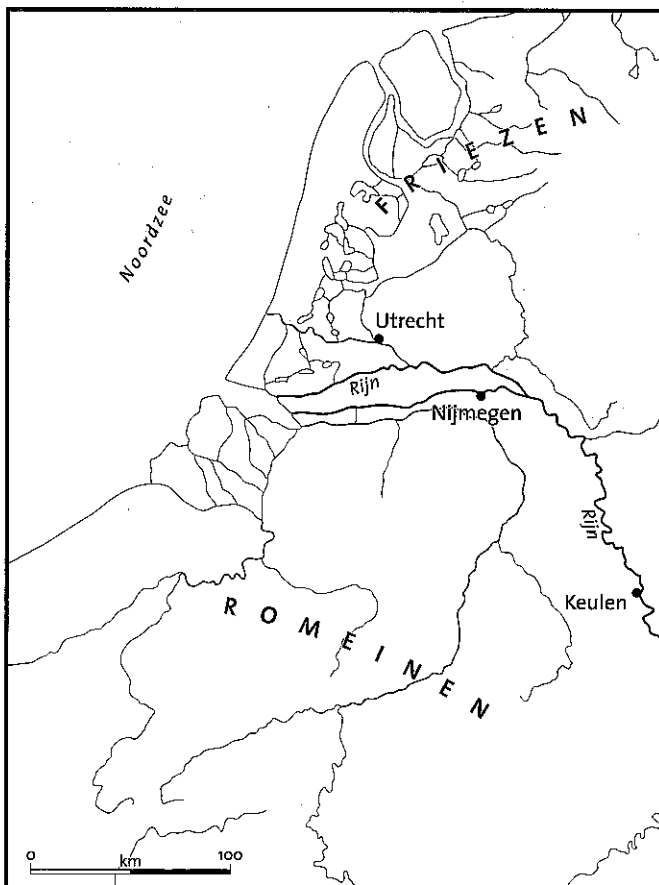 FRIEZEN
Noordzee
Utrecht
Rijn
Nijmegen
Rijn
Keulen
ROMEINEN
0 km 100